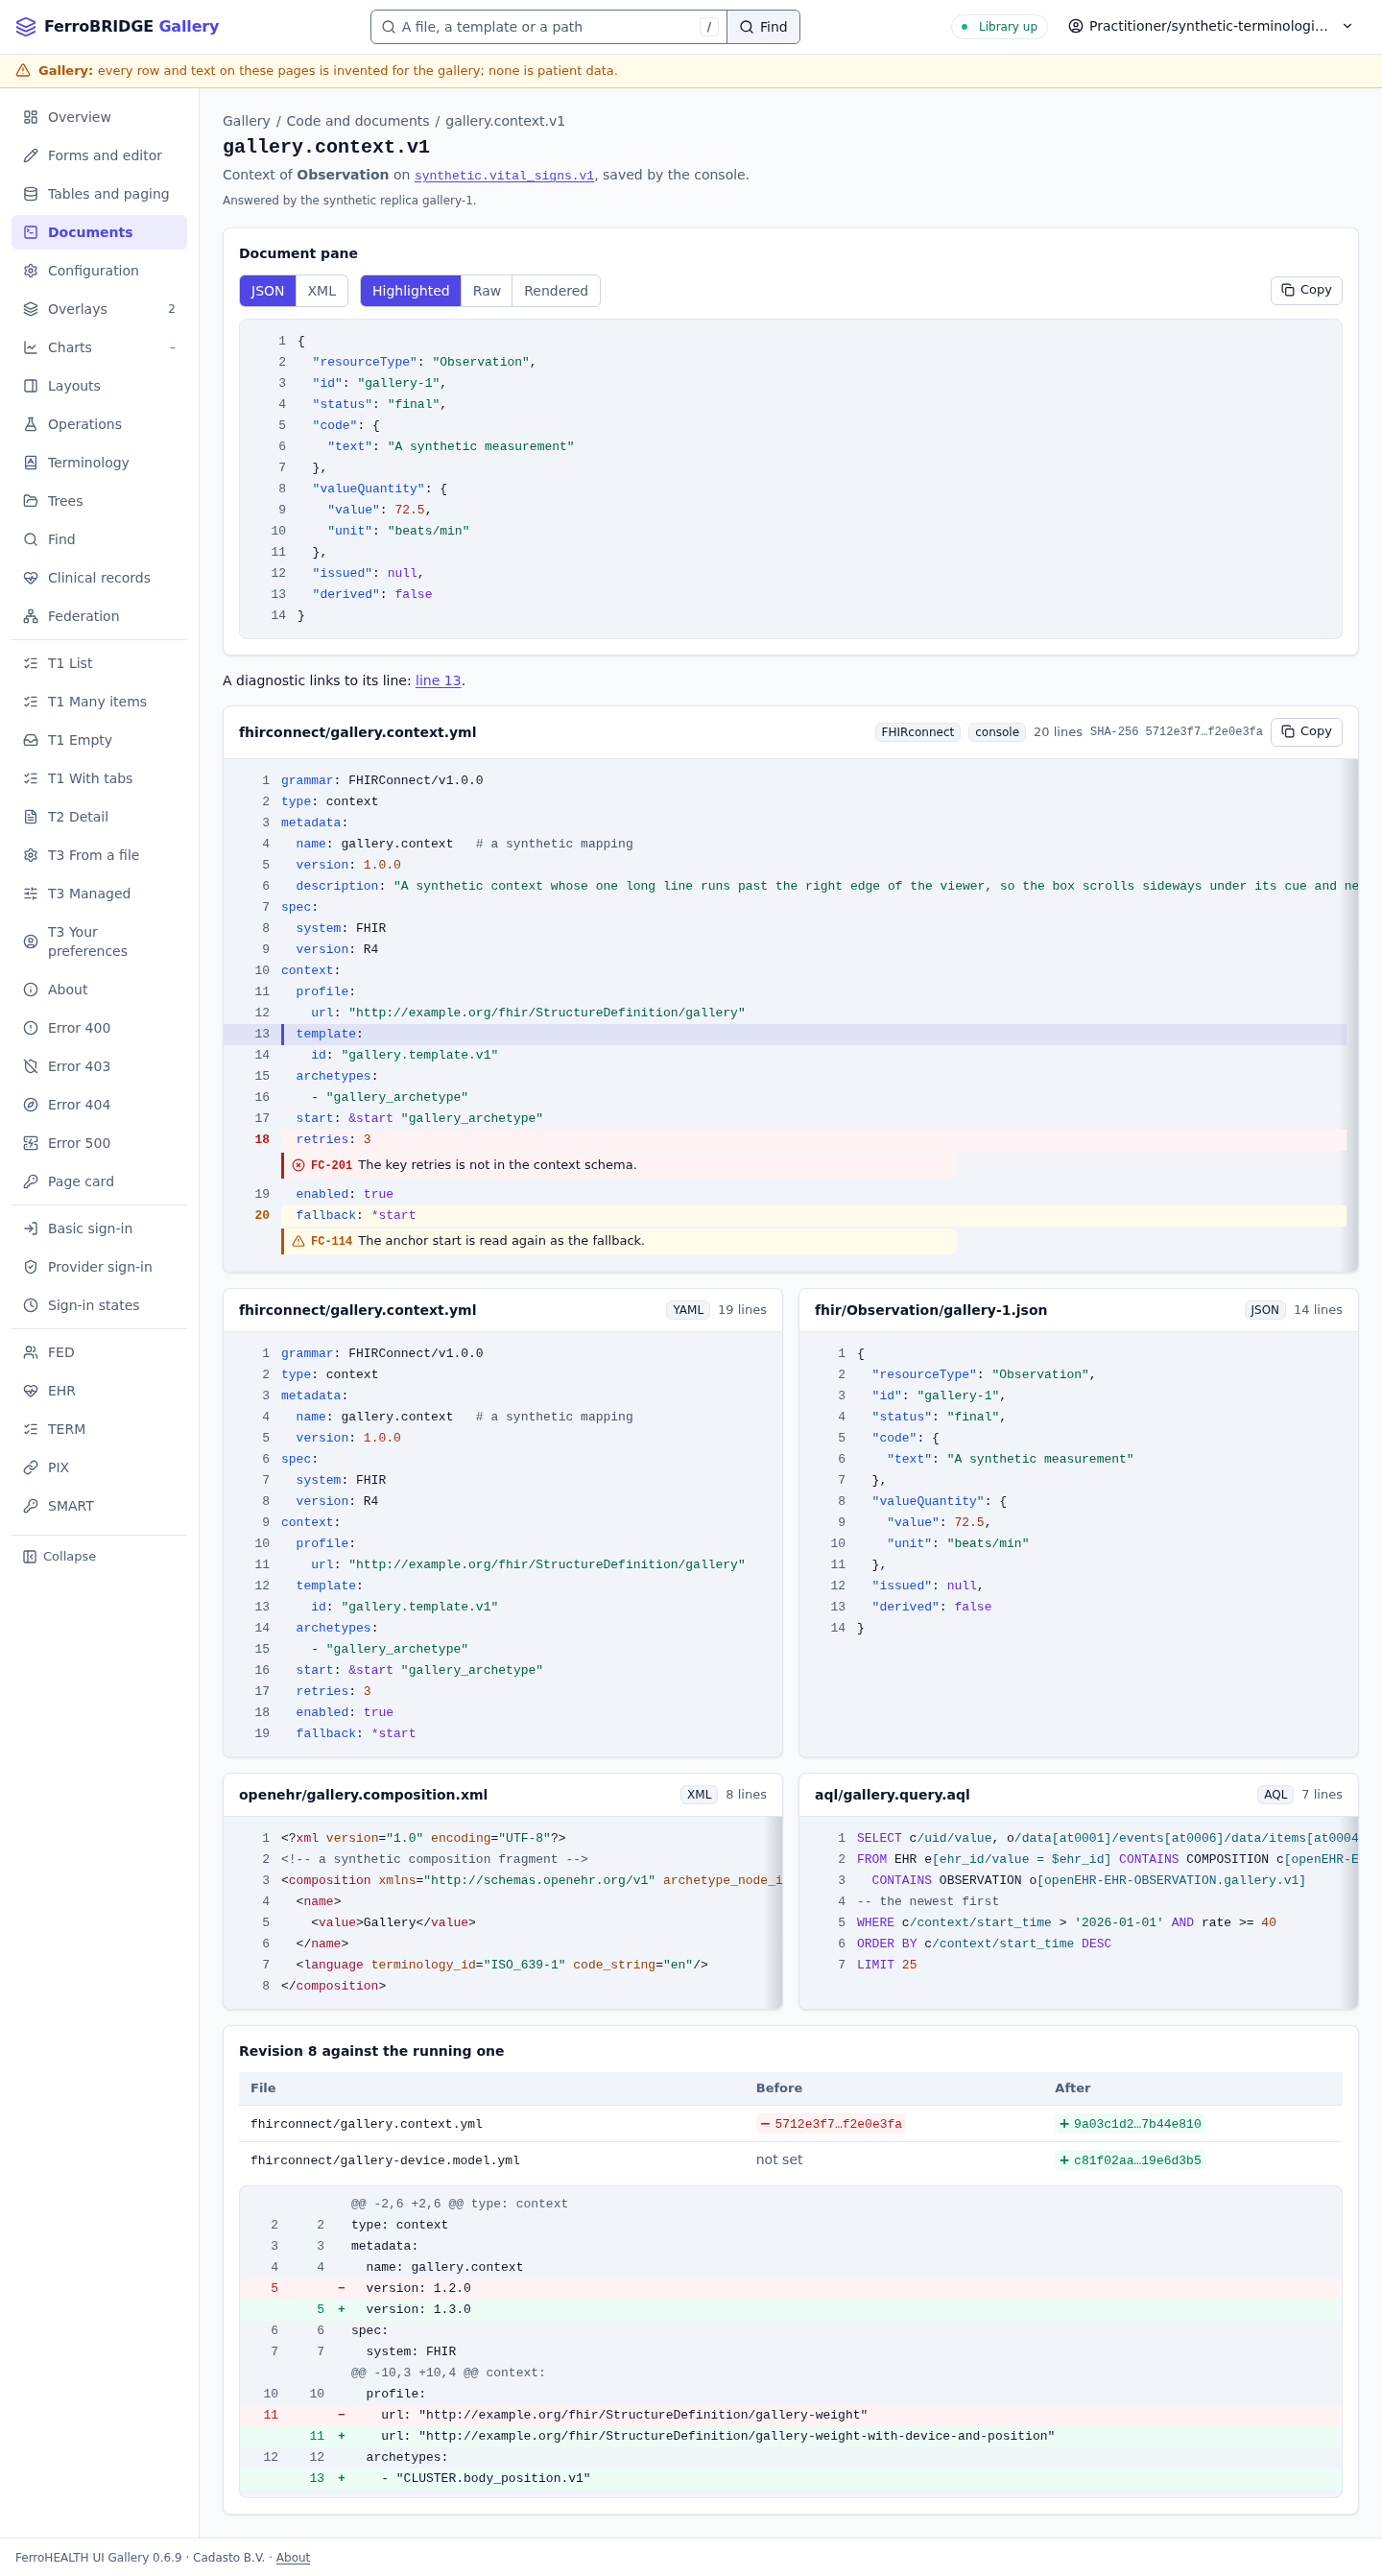 FerroBRIDGE Gallery
A file, a template or a path
/
Find
Library up
Practitioner/synthetic-terminologi…
Gallery: every row and text on these pages is invented for the gallery; none is patient data.
Overview
Forms and editor
Tables and paging
Documents
Configuration
Overlays 2
Charts –
Layouts
Operations
Terminology
Trees
Find
Clinical records
Federation
T1 List
T1 Many items
T1 Empty
T1 With tabs
T2 Detail
T3 From a file
T3 Managed
T3 Your
preferences
About
Error 400
Error 403
Error 404
Error 500
Page card
Basic sign-in
Provider sign-in
Sign-in states
FED
EHR
TERM
PIX
SMART
Collapse
Gallery / Code and documents / gallery.context.v1
gallery.context.v1
Context of Observation on synthetic.vital_signs.v1, saved by the console.
Answered by the synthetic replica gallery-1.
Document pane
JSON XML Highlighted Raw Rendered Copy
1 {
2 "resourceType": "Observation",
3 "id": "gallery-1",
4 "status": "final",
5 "code": {
6 "text": "A synthetic measurement"
7 },
8 "valueQuantity": {
9 "value": 72.5,
10 "unit": "beats/min"
11 },
12 "issued": null,
13 "derived": false
14 }
A diagnostic links to its line: line 13.
fhirconnect/gallery.context.yml FHIRconnect console 20 lines SHA-256 5712e3f7…f2e0e3fa Copy
1 grammar: FHIRConnect/v1.0.0
2 type: context
3 metadata:
4 name: gallery.context # a synthetic mapping
5 version: 1.0.0
6 description: "A synthetic context whose one long line runs past the right edge of the viewer, so the box scrolls sideways under its cue and ne
7 spec:
8 system: FHIR
9 version: R4
10 context:
11 profile:
12 url: "http://example.org/fhir/StructureDefinition/gallery"
13 template:
14 id: "gallery.template.v1"
15 archetypes:
16 - "gallery_archetype"
17 start: &start "gallery_archetype"
18 retries: 3
FC-201 The key retries is not in the context schema.
19 enabled: true
20 fallback: *start
FC-114 The anchor start is read again as the fallback.
fhirconnect/gallery.context.yml YAML 19 lines
1 grammar: FHIRConnect/v1.0.0
2 type: context
3 metadata:
4 name: gallery.context # a synthetic mapping
5 version: 1.0.0
6 spec:
7 system: FHIR
8 version: R4
9 context:
10 profile:
11 url: "http://example.org/fhir/StructureDefinition/gallery"
12 template:
13 id: "gallery.template.v1"
14 archetypes:
15 - "gallery_archetype"
16 start: &start "gallery_archetype"
17 retries: 3
18 enabled: true
19 fallback: *start
fhir/Observation/gallery-1.json JSON 14 lines
1 {
2 "resourceType": "Observation",
3 "id": "gallery-1",
4 "status": "final",
5 "code": {
6 "text": "A synthetic measurement"
7 },
8 "valueQuantity": {
9 "value": 72.5,
10 "unit": "beats/min"
11 },
12 "issued": null,
13 "derived": false
14 }
openehr/gallery.composition.xml XML 8 lines
1 <?xml version="1.0" encoding="UTF-8"?>
2 <!-- a synthetic composition fragment -->
3 <composition xmlns="http://schemas.openehr.org/v1" archetype_node_i
4 <name>
5 <value>Gallery</value>
6 </name>
7 <language terminology_id="ISO_639-1" code_string="en"/>
8 </composition>
aql/gallery.query.aql AQL 7 lines
1 SELECT c/uid/value, o/data[at0001]/events[at0006]/data/items[at0004
2 FROM EHR e[ehr_id/value = $ehr_id] CONTAINS COMPOSITION c[openEHR-E
3 CONTAINS OBSERVATION o[openEHR-EHR-OBSERVATION.gallery.v1]
4 -- the newest first
5 WHERE c/context/start_time > '2026-01-01' AND rate >= 40
6 ORDER BY c/context/start_time DESC
7 LIMIT 25
Revision 8 against the running one
File Before After
fhirconnect/gallery.context.yml − 5712e3f7…f2e0e3fa + 9a03c1d2…7b44e810
fhirconnect/gallery-device.model.yml not set + c81f02aa…19e6d3b5
@@ -2,6 +2,6 @@ type: context
2 2 type: context
3 3 metadata:
4 4 name: gallery.context
5 − version: 1.2.0
5 + version: 1.3.0
6 6 spec:
7 7 system: FHIR
@@ -10,3 +10,4 @@ context:
10 10 profile:
11 − url: "http://example.org/fhir/StructureDefinition/gallery-weight"
11 + url: "http://example.org/fhir/StructureDefinition/gallery-weight-with-device-and-position"
12 12 archetypes:
13 + - "CLUSTER.body_position.v1"
FerroHEALTH UI Gallery 0.6.9 · Cadasto B.V. · About